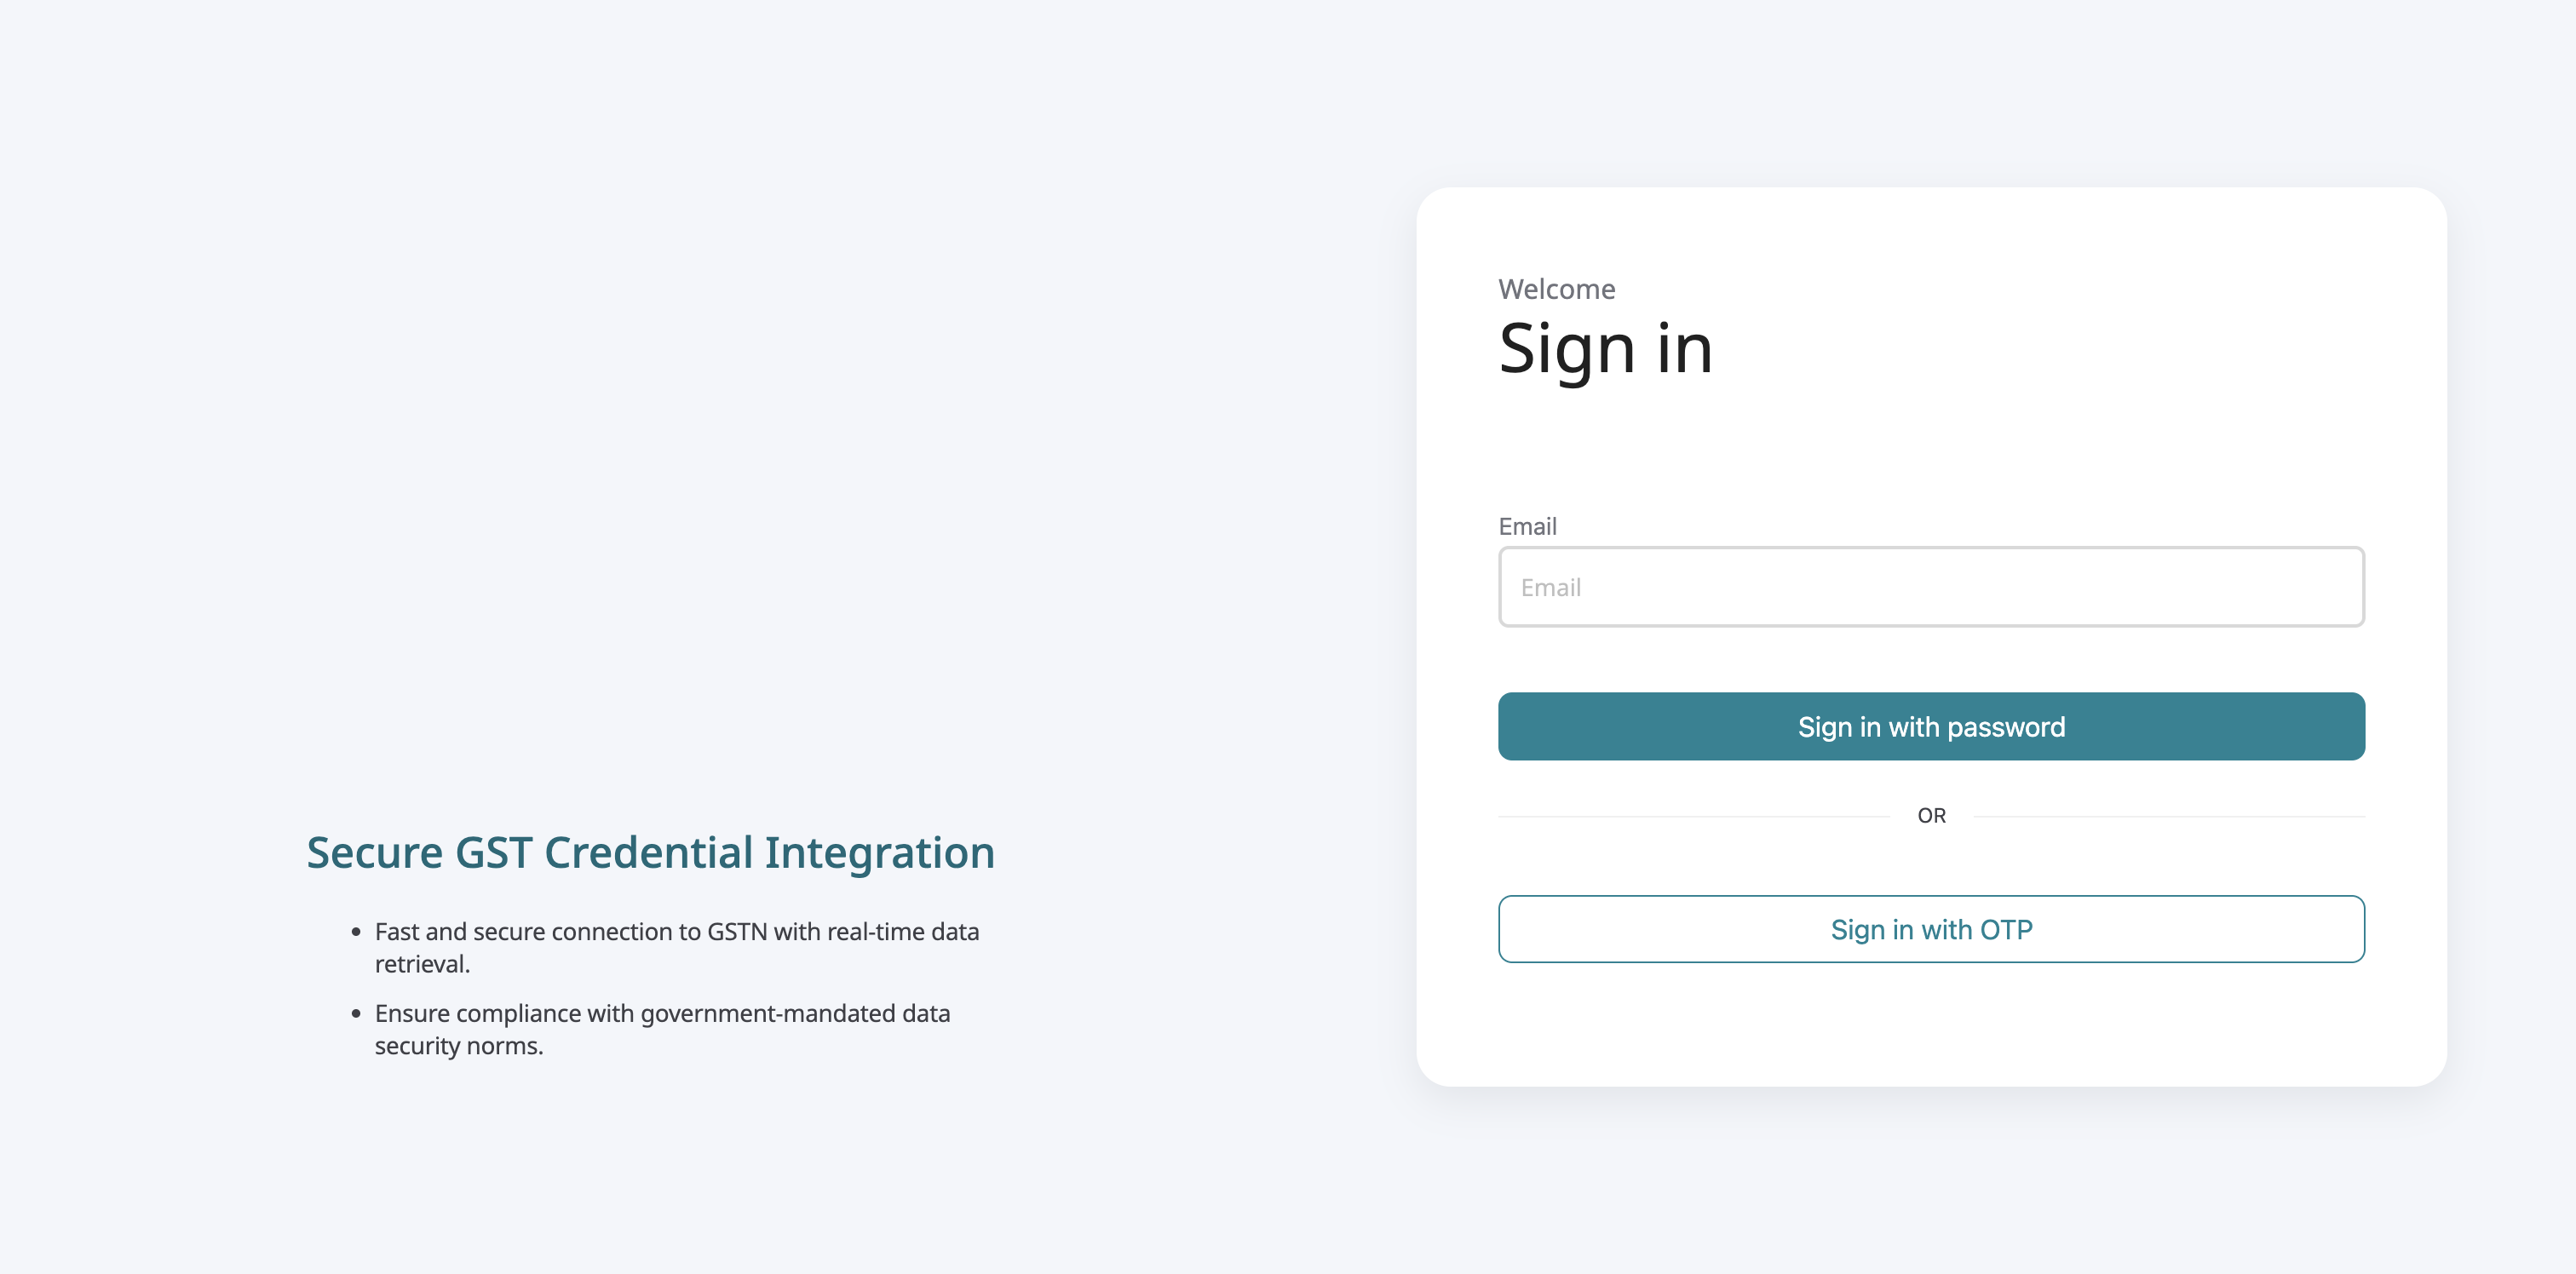 Secure GST Credential Integration
Fast and secure connection to GSTN with real-time data
retrieval.
Ensure compliance with government-mandated data
security norms.
Welcome
Sign in
Email
Email
Sign in with password
OR
Sign in with OTP